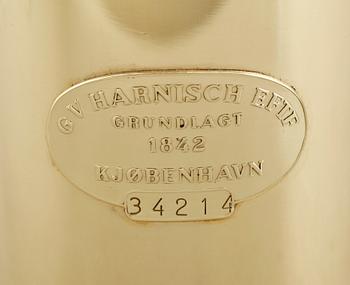 G V HARNISCH EFTF
GRUNDLAGT
1842
KJØBENHAVN
34214